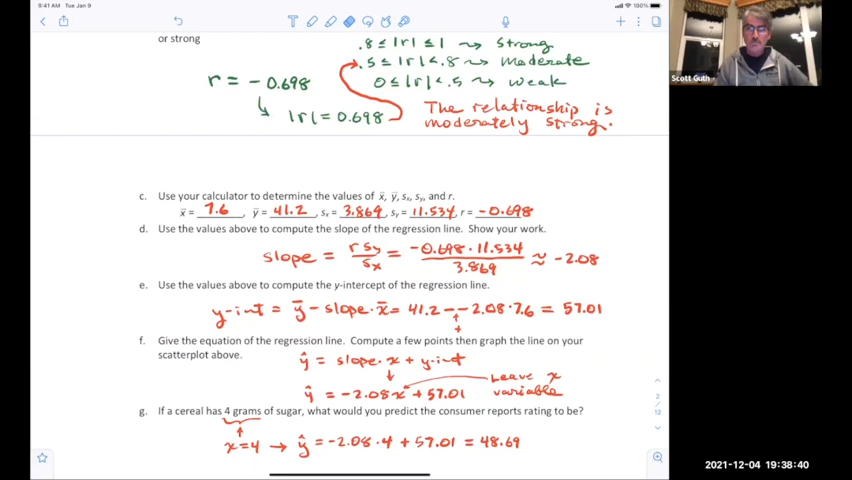 9:41 AM Tue Jan 9
100%
or strong
.8 ≤ |r| ≤ 1 ⇝ Strong
.5 ≤ |r| < .8 ⇝ Moderate
0 ≤ |r| < .5 ⇝ weak
r = -0.698
|r| = 0.698
The relationship is
moderately strong.
Scott Guth
c. Use your calculator to determine the values of x̄, ȳ, sx, sy, and r.
x̄ = 7.6, ȳ = 41.2, sx = 3.869, sy = 11.534, r = -0.698
d. Use the values above to compute the slope of the regression line. Show your work.
slope = r sy / sx = -0.698 · 11.534 / 3.869 ≈ -2.08
e. Use the values above to compute the y-intercept of the regression line.
y-int = ȳ - slope · x̄ = 41.2 - -2.08 · 7.6 = 57.01
+
f. Give the equation of the regression line. Compute a few points then graph the line on your
scatterplot above.
ŷ = slope · x + y-int
ŷ = -2.08x + 57.01
Leave x
variable
g. If a cereal has 4 grams of sugar, what would you predict the consumer reports rating to be?
x = 4 → ŷ = -2.08 · 4 + 57.01 = 48.69
2
12
2021-12-04 19:38:40